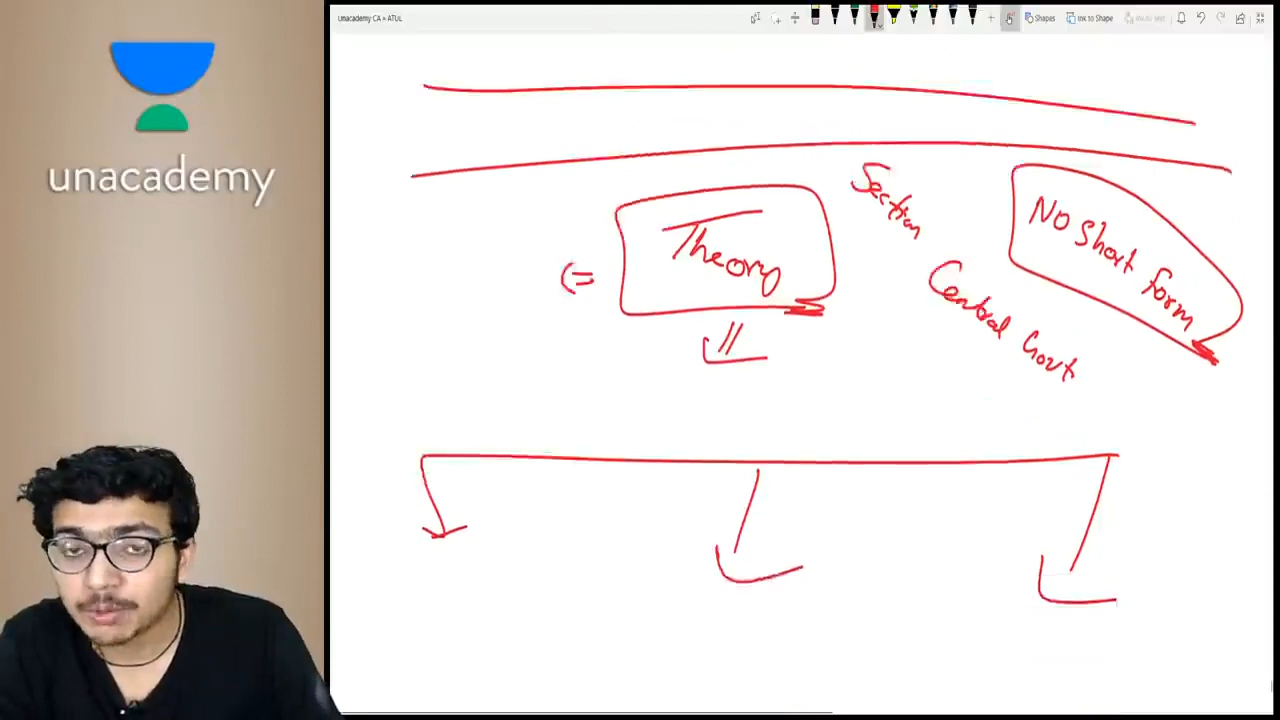 unacademy CA × ATUL
Shapes
Ink to Shape
unacademy
Theory
Section
Central Govt
No Short form